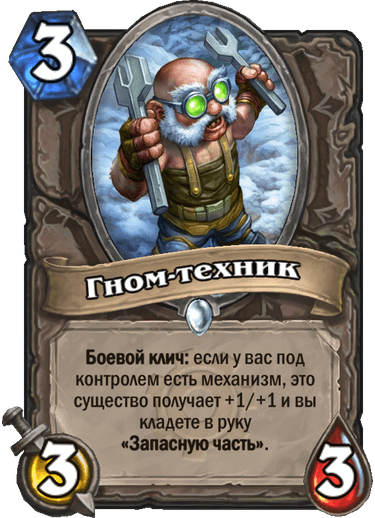 3
Гном-техник
Боевой клич: если у вас под
контролем есть механизм, это
существо получает +1/+1 и вы
кладете в руку
«Запасную часть».
3
3